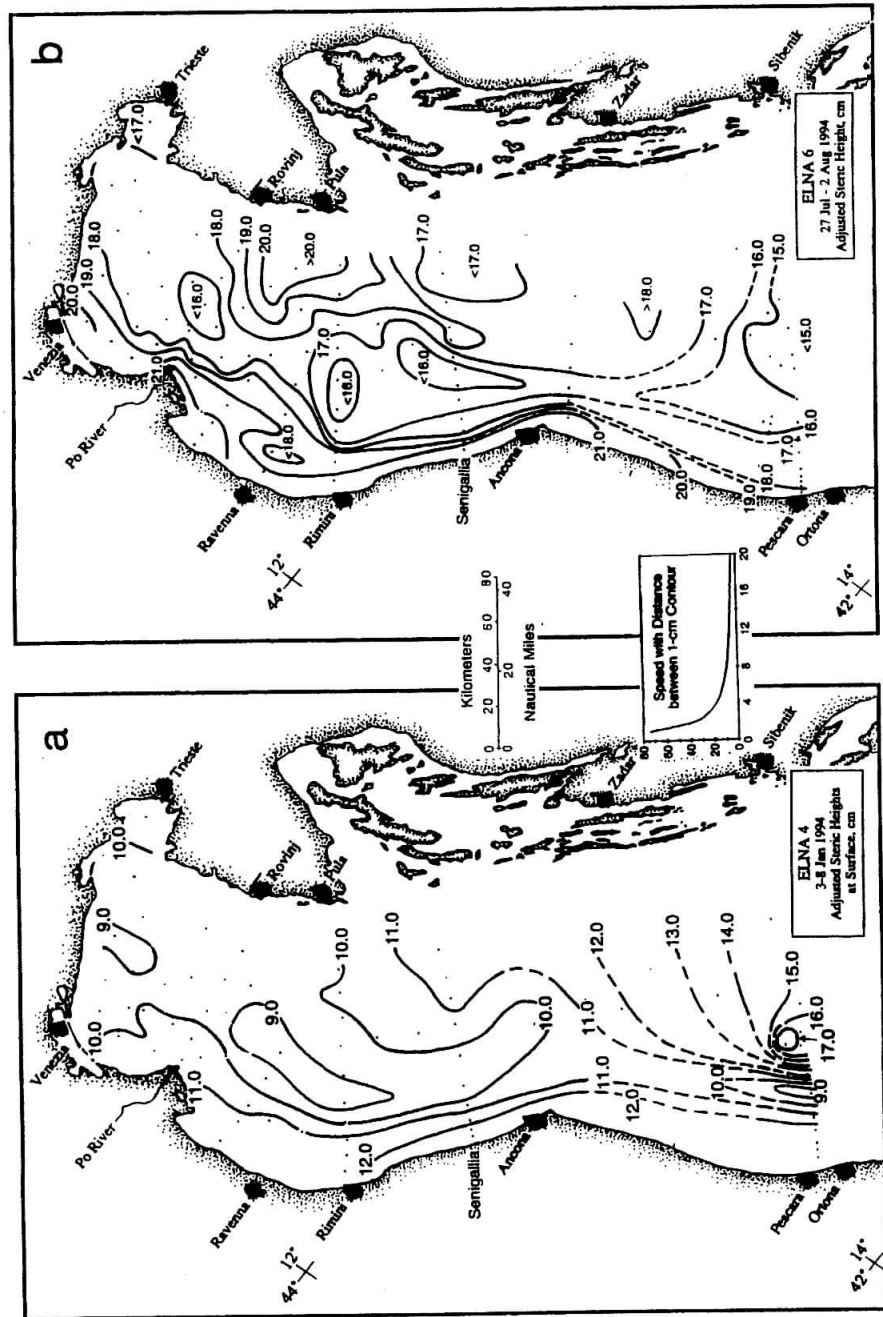 a
Venezia
Trieste
Po River
Ravenna
Rimini
Senigallia
Ancona
Pescara
Ortona
Rovinj
Pula
Zadar
Sibenik
44° 12°
42° 14°
10.0
9.0
10.0
11.0
9.0
10.0
11.0
12.0
10.0
11.0
12.0
11.0
12.0
13.0
14.0
15.0
16.0
17.0
10.0
9.0
ELNA 4
3-8 Jan 1994
Adjusted Steric Heights
at Surface, cm
Kilometers
0 20 40 60 80
0 20 40
Nautical Miles
Speed with Distance
between 1-cm Contour
80
60
40
20
0
0 4 8 12 16 20
b
Venezia
Trieste
Po River
Ravenna
Rimini
Senigallia
Ancona
Pescara
Ortona
Rovinj
Pula
Zadar
Sibenik
44° 12°
42° 14°
<17.0
20.0
19.0
18.0
21.0
<16.0
18.0
19.0
20.0
>20.0
<18.0
17.0
<16.0
<16.0
17.0
<17.0
21.0
20.0
19.0
18.0
17.0
16.0
>18.0
17.0
16.0
15.0
<15.0
ELNA 6
27 Jul - 2 Aug 1994
Adjusted Steric Height, cm